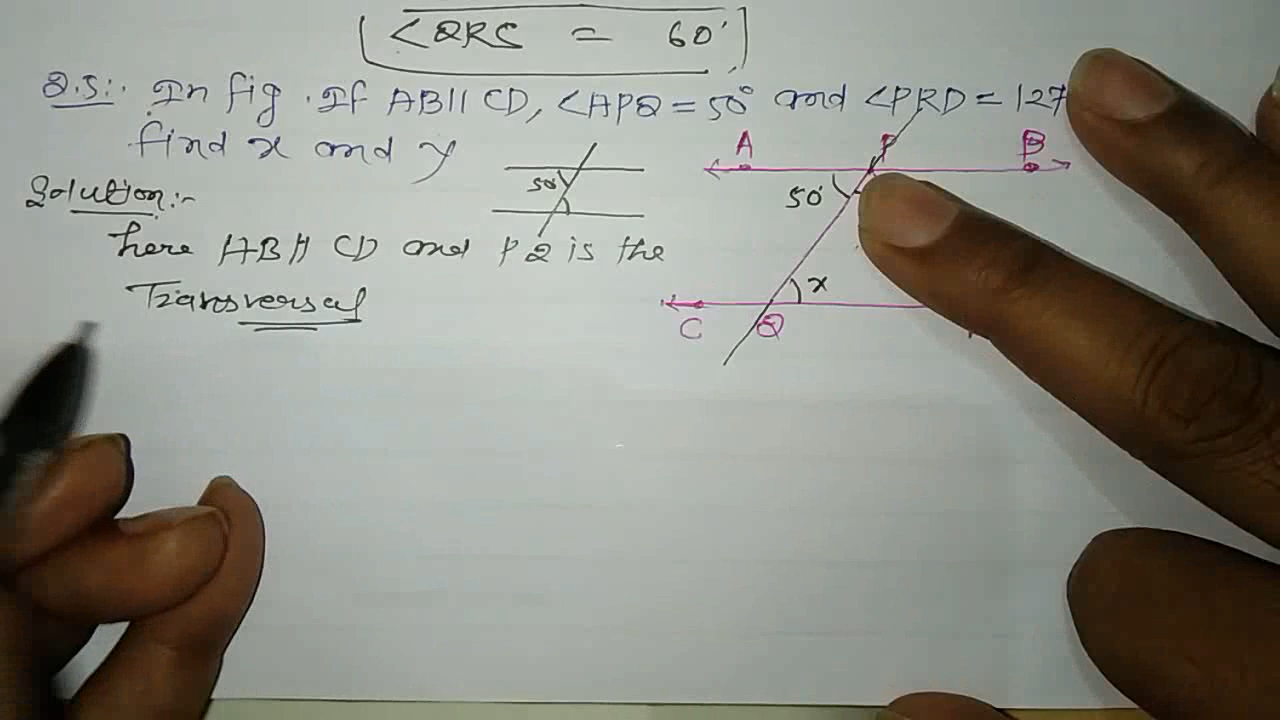 <QRS = 60°
Q.5:- In fig. If AB || CD, <APQ = 50° and <PRD = 127
find x and y
Solution:-
here AB || CD and PQ is the
Transversal
50°
A P B
50°
x
C Q